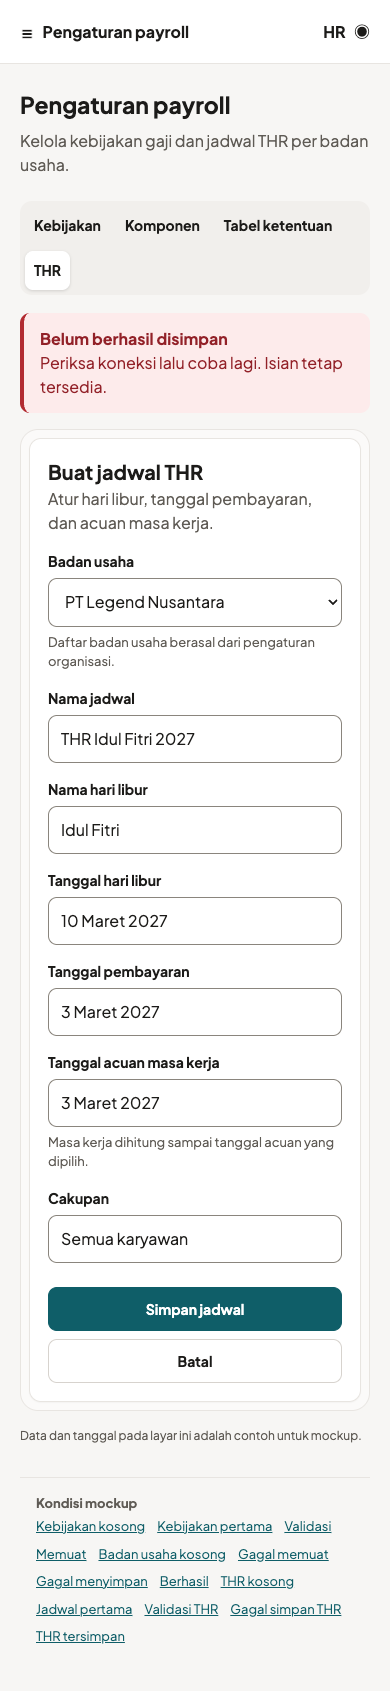 ≡ Pengaturan payroll HR ◉
Pengaturan payroll
Kelola kebijakan gaji dan jadwal THR per badan
usaha.
Kebijakan Komponen Tabel ketentuan
THR
Belum berhasil disimpan
Periksa koneksi lalu coba lagi. Isian tetap
tersedia.
Buat jadwal THR
Atur hari libur, tanggal pembayaran,
dan acuan masa kerja.
Badan usaha
PT Legend Nusantara
Daftar badan usaha berasal dari pengaturan
organisasi.
Nama jadwal
THR Idul Fitri 2027
Nama hari libur
Idul Fitri
Tanggal hari libur
10 Maret 2027
Tanggal pembayaran
3 Maret 2027
Tanggal acuan masa kerja
3 Maret 2027
Masa kerja dihitung sampai tanggal acuan yang
dipilih.
Cakupan
Semua karyawan
Simpan jadwal
Batal
Data dan tanggal pada layar ini adalah contoh untuk mockup.
Kondisi mockup
Kebijakan kosong Kebijakan pertama Validasi
Memuat Badan usaha kosong Gagal memuat
Gagal menyimpan Berhasil THR kosong
Jadwal pertama Validasi THR Gagal simpan THR
THR tersimpan